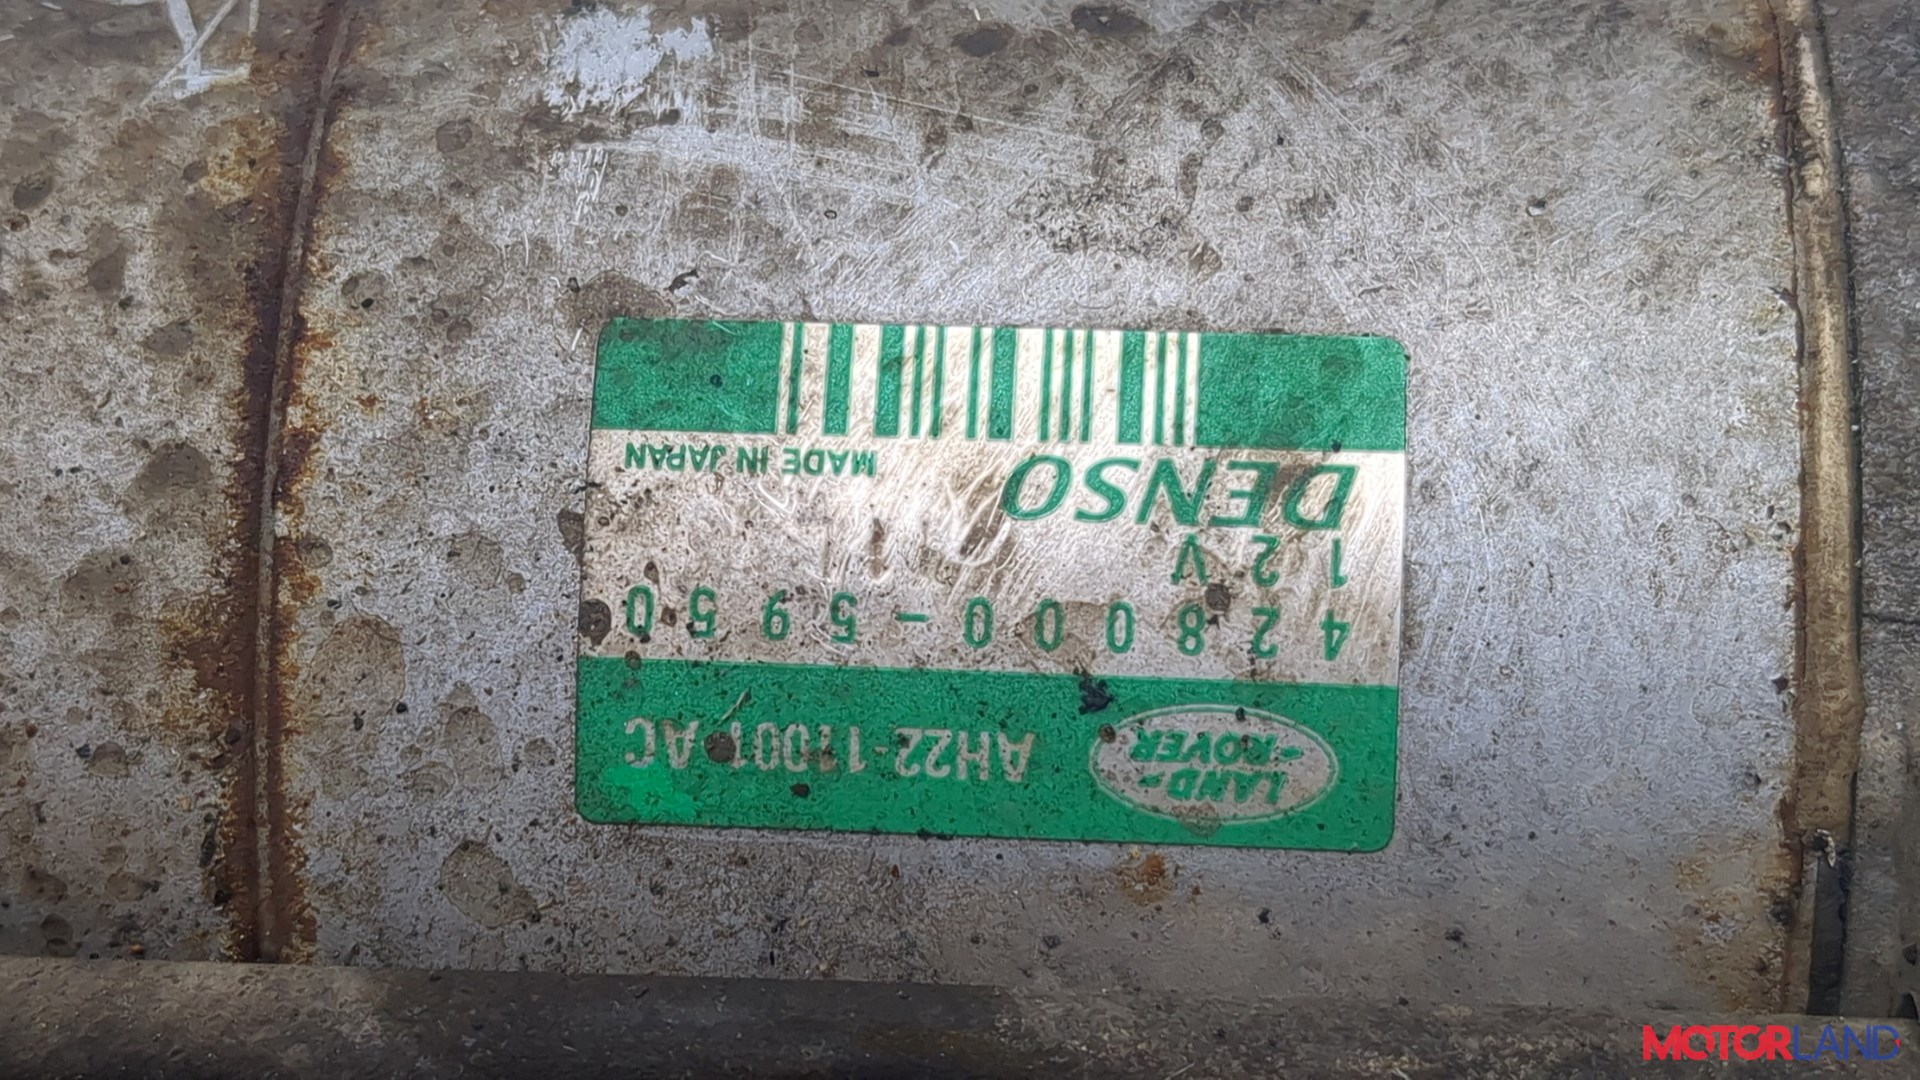 LAND-
-ROVER
AH22-11001-AC
428000-5950
12V
DENSO
MADE IN JAPAN
MOTORLAND